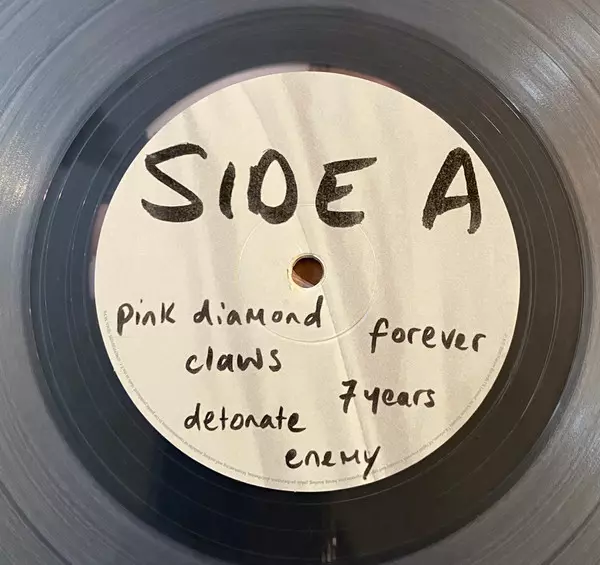 SIDE A
pink diamond
forever
claws
7 years
detonate
enemy